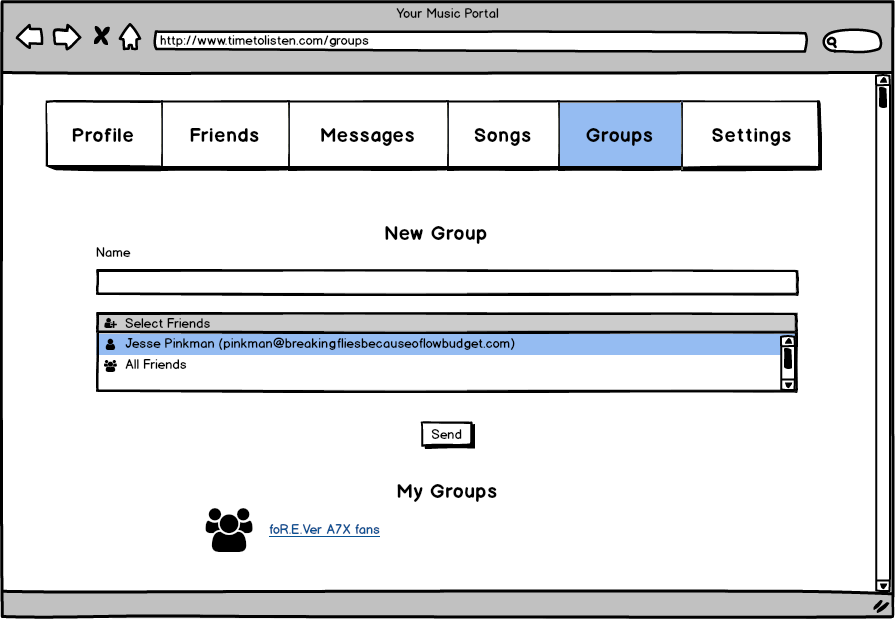 Your Music Portal
http://www.timetolisten.com/groups
Profile Friends Messages Songs Groups Settings
New Group
Name
Select Friends
Jesse Pinkman (pinkman@breakingfliesbecauseoflowbudget.com)
All Friends
Send
My Groups
foR.E.Ver A7X fans